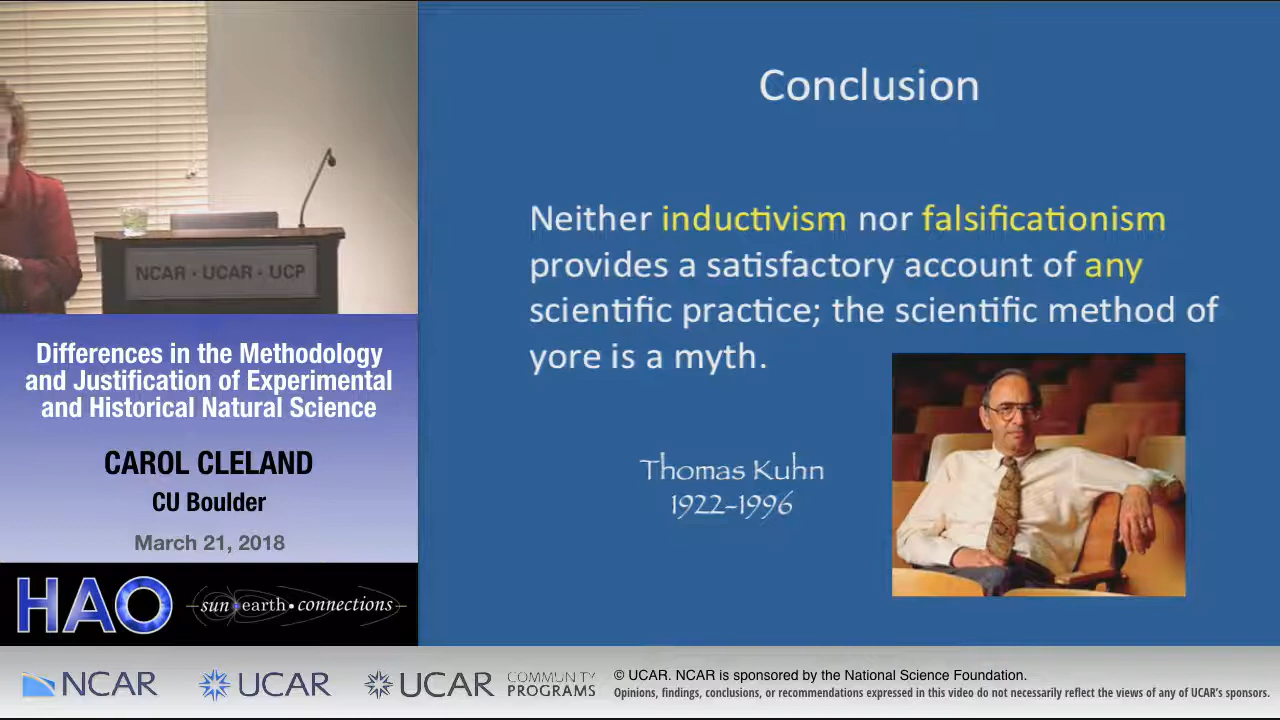 NCAR • UCAR • UCP
Differences in the Methodology
and Justification of Experimental
and Historical Natural Science
CAROL CLELAND
CU Boulder
March 21, 2018
HAO
sun • earth • connections
Conclusion
Neither inductivism nor falsificationism
provides a satisfactory account of any
scientific practice; the scientific method of
yore is a myth.
Thomas Kuhn
1922-1996
NCAR
UCAR
UCAR
COMMUNITY
PROGRAMS
© UCAR. NCAR is sponsored by the National Science Foundation.
Opinions, findings, conclusions, or recommendations expressed in this video do not necessarily reflect the views of any of UCAR's sponsors.